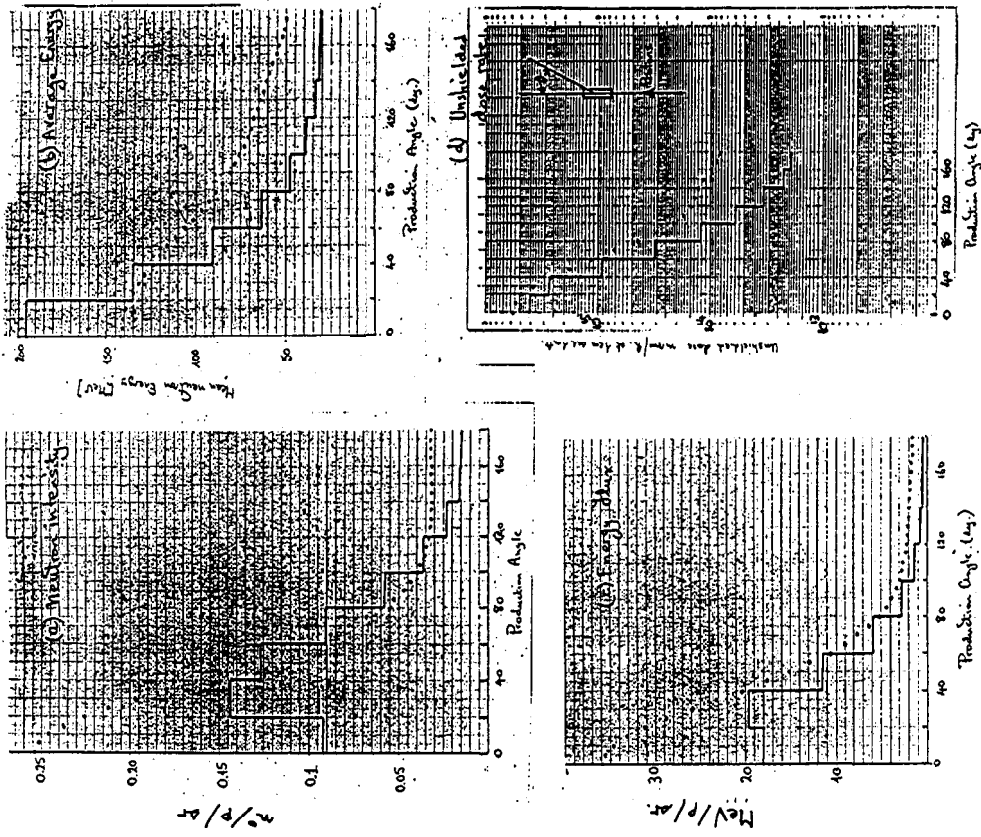 (a) Neutron intensity
n°/p/sr
0.25
0.20
0.15
0.1
0.05
0
40
80
120
160
Production Angle
(b) Average Energy
Mean neutron Energy [MeV].
200
150
100
50
0
40
80
120
160
Production Angle (deg.)
(c) Energy flux
MeV/p/sr.
30
20
10
0
40
80
120
160
Production Angle (deg.)
(d) Unshielded
dose rates
Unshielded dose
0
40
80
120
160
Production Angle (deg)